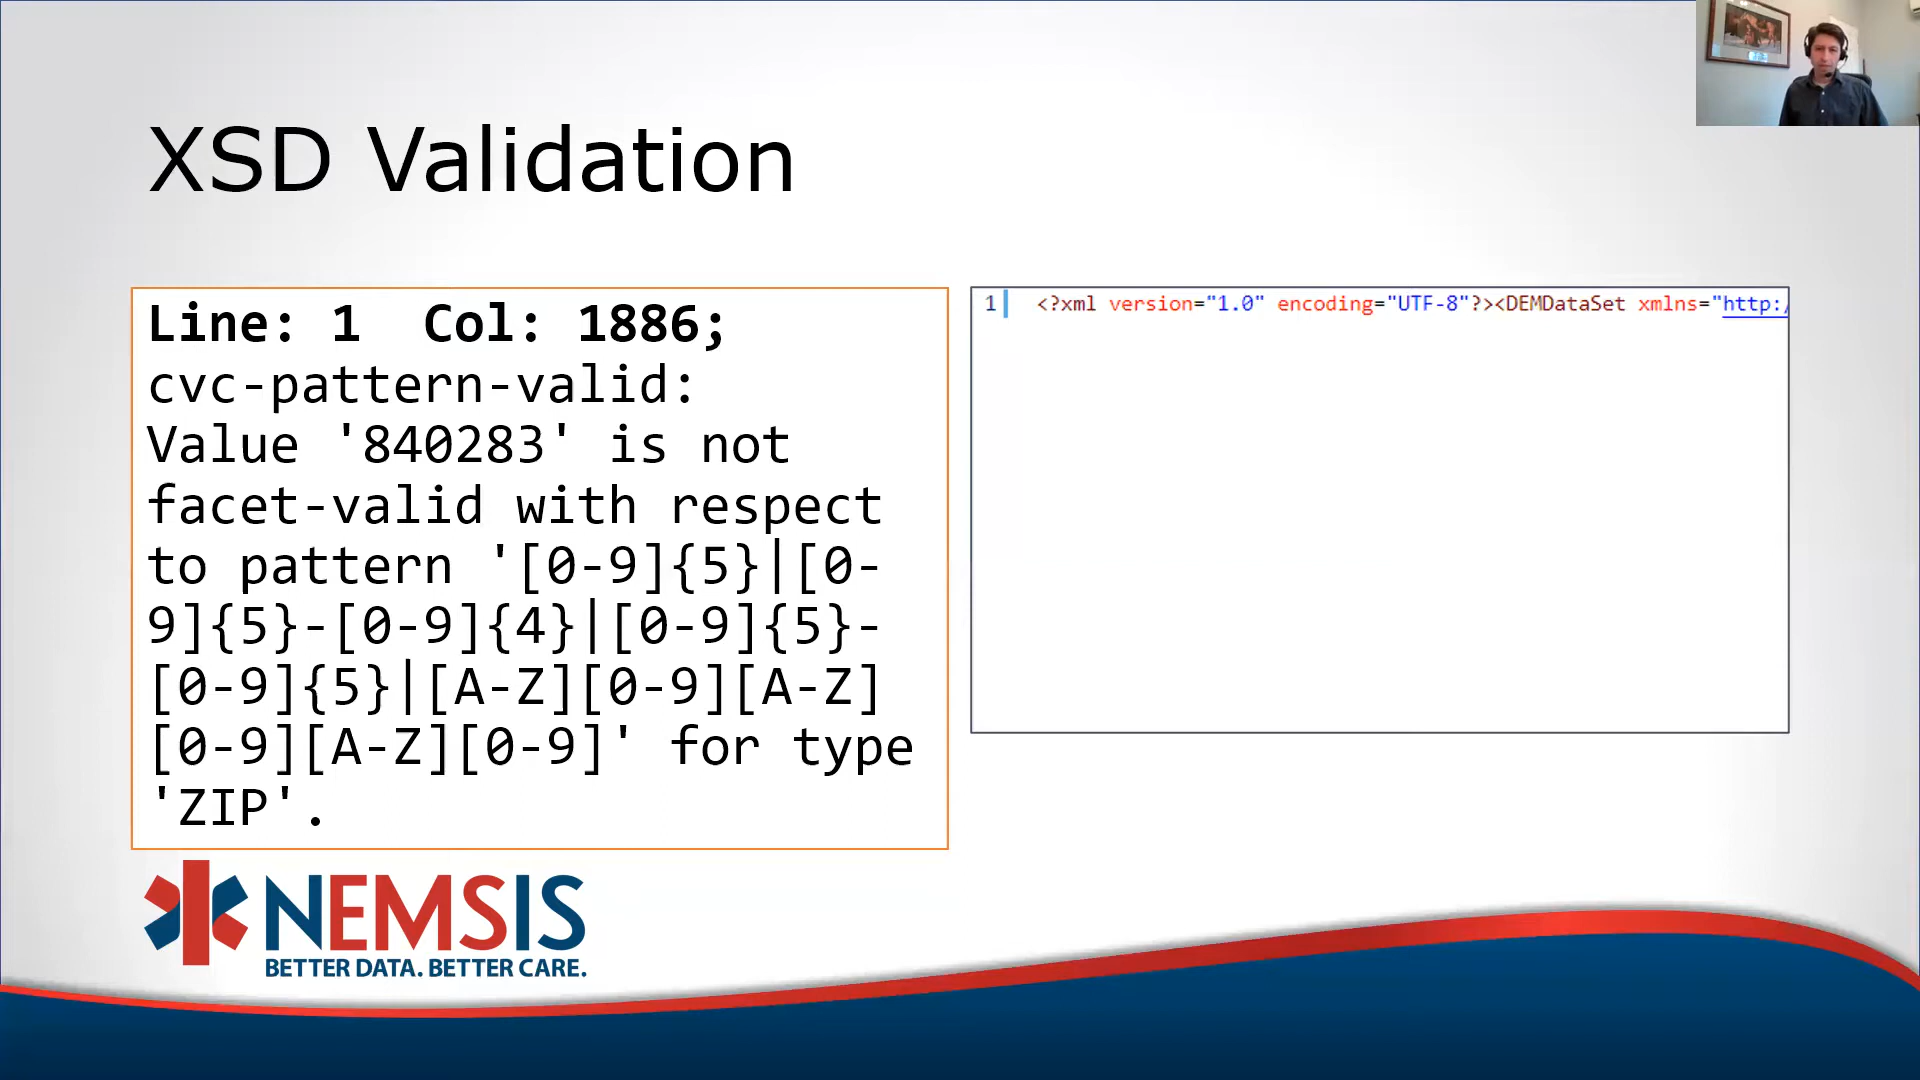 XSD Validation
Line: 1  Col: 1886;
cvc-pattern-valid:
Value '840283' is not
facet-valid with respect
to pattern '[0-9]{5}|[0-
9]{5}-[0-9]{4}|[0-9]{5}-
[0-9]{5}|[A-Z][0-9][A-Z]
[0-9][A-Z][0-9]' for type
'ZIP'.
1 <?xml version="1.0" encoding="UTF-8"?><DEMDataSet xmlns="http:/
NEMSIS
BETTER DATA. BETTER CARE.